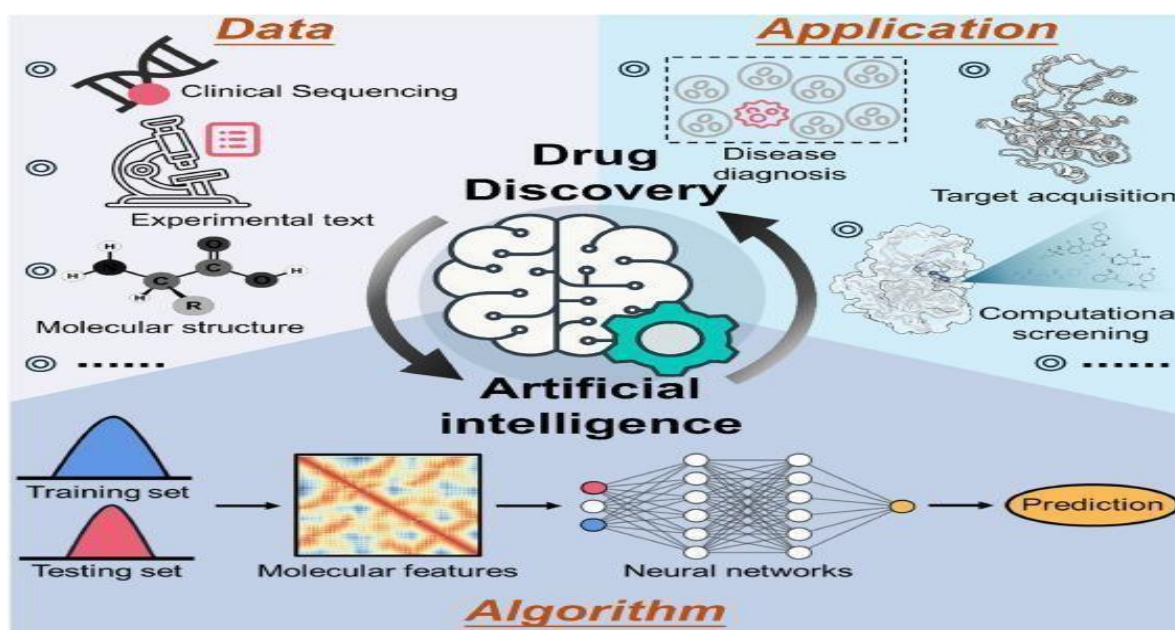 Data
Clinical Sequencing
Experimental text
H
H
N
C
O
C
O
H
H
R
Molecular structure
Application
Disease
diagnosis
Target acquisition
Computational
screening
Drug
Discovery
Artificial
intelligence
Training set
Testing set
Molecular features
Neural networks
Prediction
Algorithm